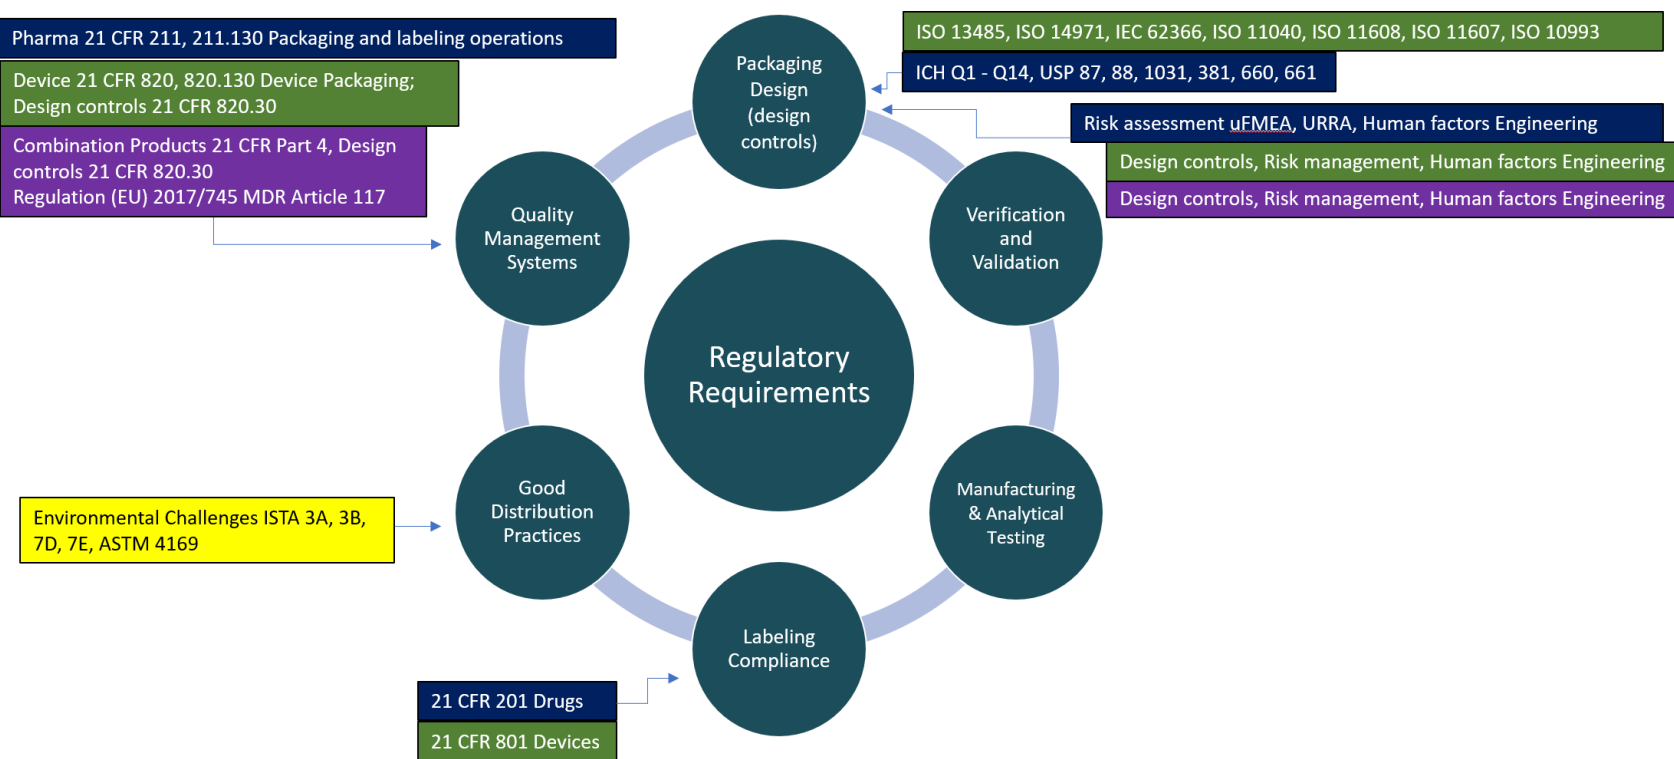 Pharma 21 CFR 211, 211.130 Packaging and labeling operations
Device 21 CFR 820, 820.130 Device Packaging;
Design controls 21 CFR 820.30
Combination Products 21 CFR Part 4, Design
controls 21 CFR 820.30
Regulation (EU) 2017/745 MDR Article 117
ISO 13485, ISO 14971, IEC 62366, ISO 11040, ISO 11608, ISO 11607, ISO 10993
ICH Q1 - Q14, USP 87, 88, 1031, 381, 660, 661
Risk assessment uFMEA, URRA, Human factors Engineering
Design controls, Risk management, Human factors Engineering
Design controls, Risk management, Human factors Engineering
Packaging
Design
(design
controls)
Quality
Management
Systems
Verification
and
Validation
Regulatory
Requirements
Good
Distribution
Practices
Manufacturing
& Analytical
Testing
Environmental Challenges ISTA 3A, 3B,
7D, 7E, ASTM 4169
Labeling
Compliance
21 CFR 201 Drugs
21 CFR 801 Devices